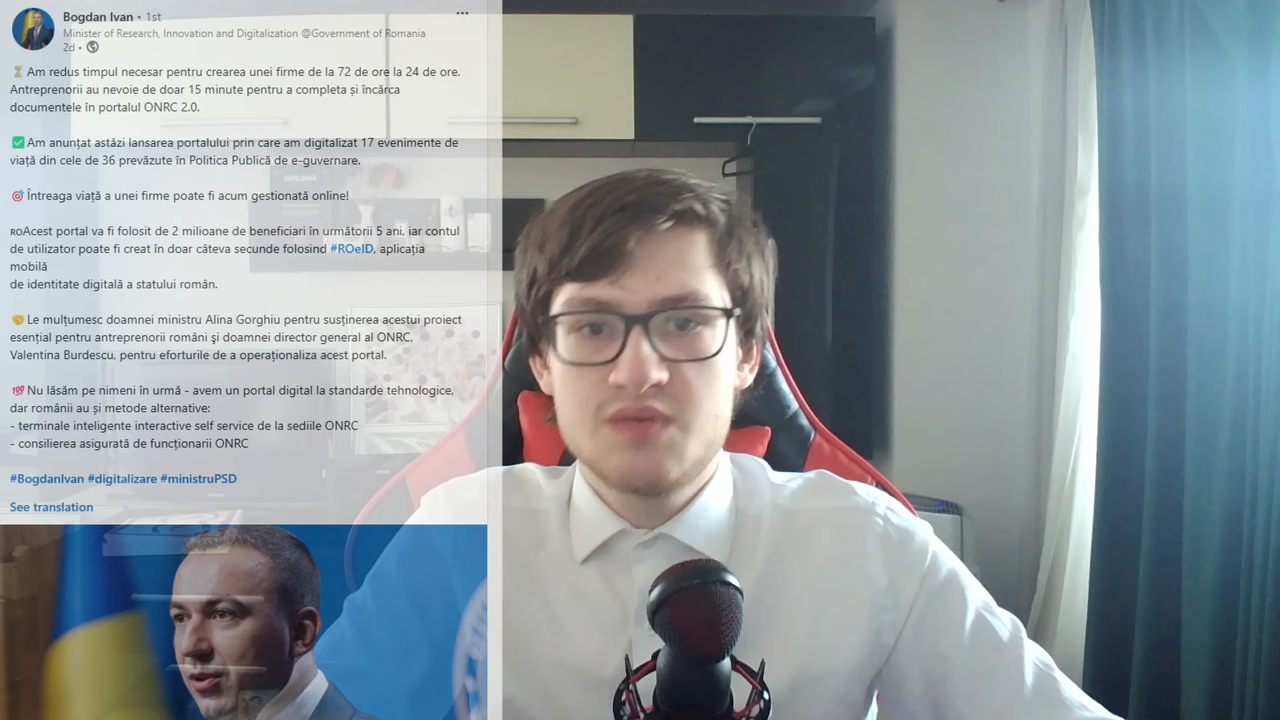 Bogdan Ivan • 1st
Minister of Research, Innovation and Digitalization @Government of Romania
2d •
⏳ Am redus timpul necesar pentru crearea unei firme de la 72 de ore la 24 de ore.
Antreprenorii au nevoie de doar 15 minute pentru a completa și încărca
documentele în portalul ONRC 2.0.
✅ Am anunțat astăzi lansarea portalului prin care am digitalizat 17 evenimente de
viață din cele de 36 prevăzute în Politica Publică de e-guvernare.
🎯 Întreaga viață a unei firme poate fi acum gestionată online!
ROAcest portal va fi folosit de 2 milioane de beneficiari în următorii 5 ani, iar contul
de utilizator poate fi creat în doar câteva secunde folosind #ROeID, aplicația
mobilă
de identitate digitală a statului român.
🤝 Le mulțumesc doamnei ministru Alina Gorghiu pentru susținerea acestui proiect
esențial pentru antreprenorii români şi doamnei director general al ONRC,
Valentina Burdescu, pentru eforturile de a operaționaliza acest portal.
💯 Nu lăsăm pe nimeni în urmă - avem un portal digital la standarde tehnologice,
dar românii au și metode alternative:
- terminale inteligente interactive self service de la sediile ONRC
- consilierea asigurată de funcționarii ONRC
#BogdanIvan #digitalizare #ministruPSD
See translation